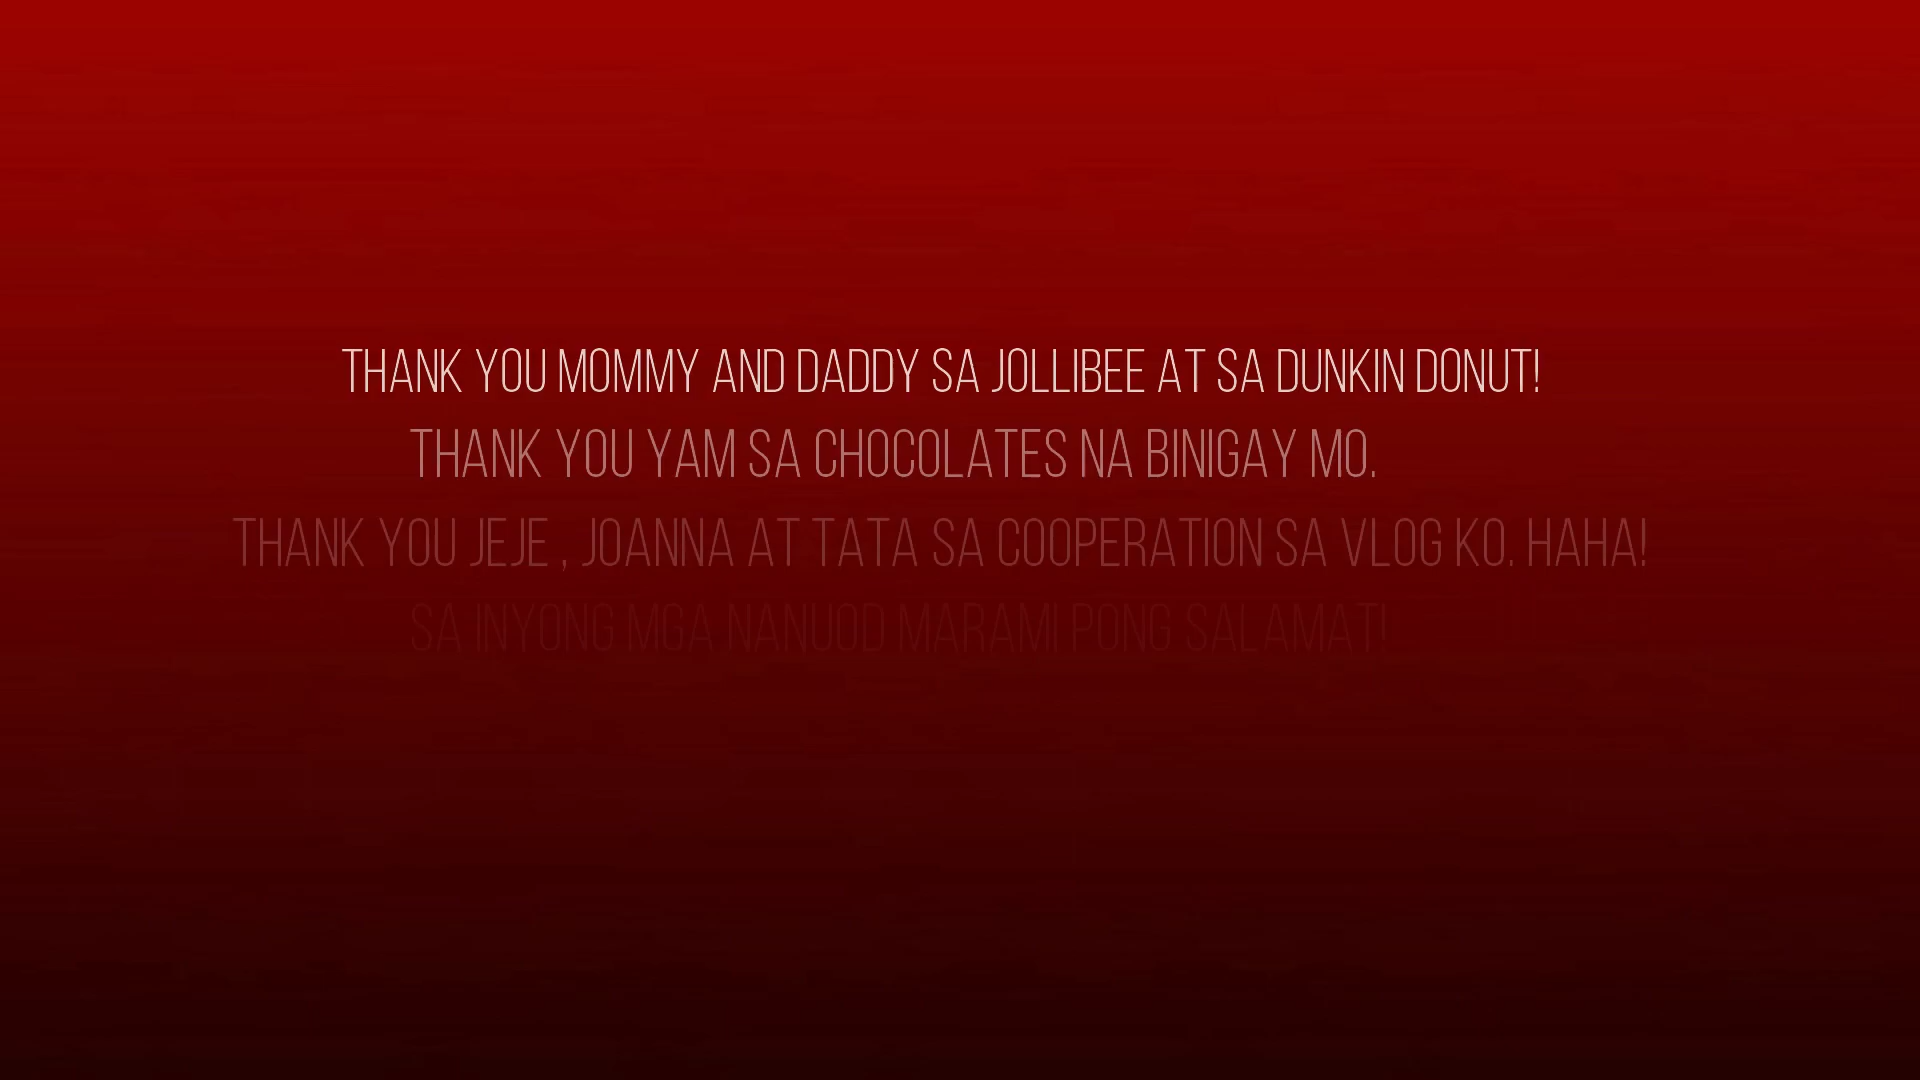 THANK YOU MOMMY AND DADDY SA JOLLIBEE AT SA DUNKIN DONUT!
THANK YOU YAM SA CHOCOLATES NA BINIGAY MO.
THANK YOU JEJE , JOANNA AT TATA SA COOPERATION SA VLOG KO. HAHA!
SA INYONG MGA NANUOD MARAMI PONG SALAMAT!